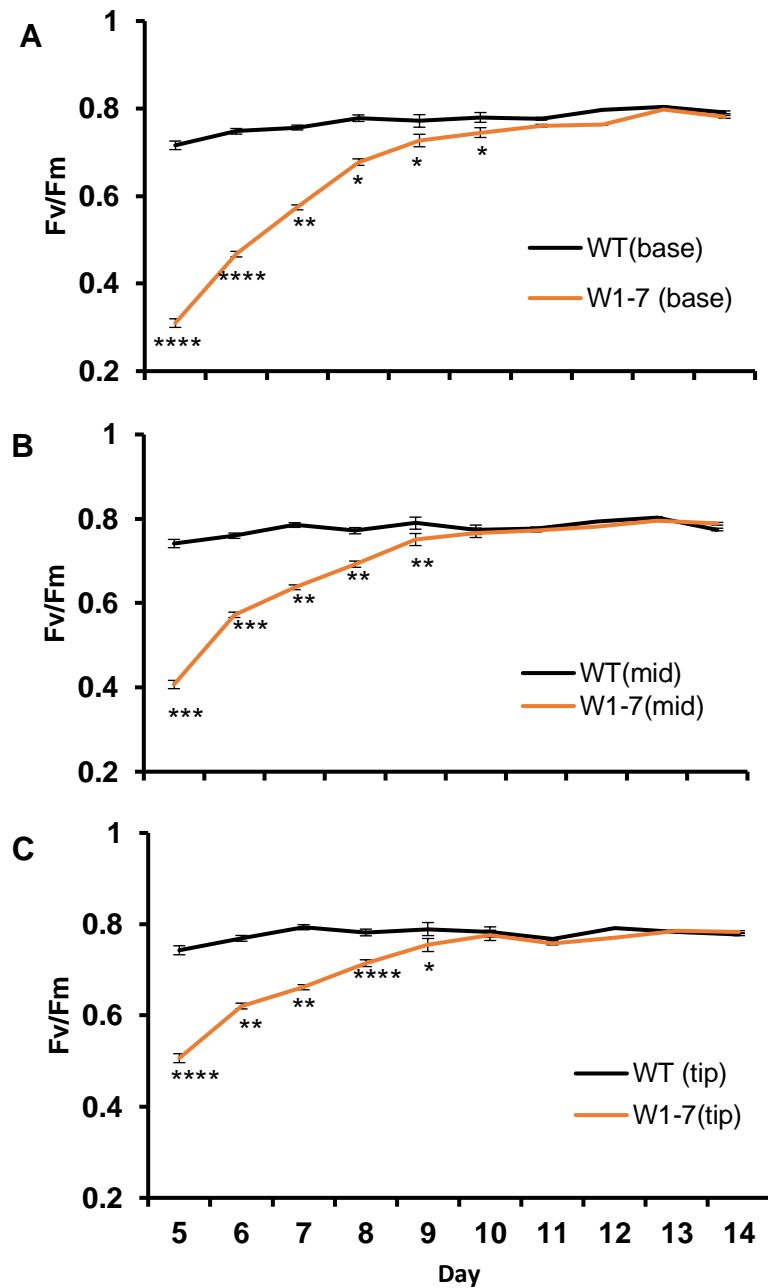 A
1
0.8
0.6
0.4
0.2
Fv/Fm
****
****
**
*
*
*
WT(base)
W1-7 (base)
B
1
0.8
0.6
0.4
0.2
Fv/Fm
***
***
**
**
**
WT(mid)
W1-7(mid)
C
1
0.8
0.6
0.4
0.2
Fv/Fm
****
**
**
****
*
WT (tip)
W1-7(tip)
5 6 7 8 9 10 11 12 13 14
Day